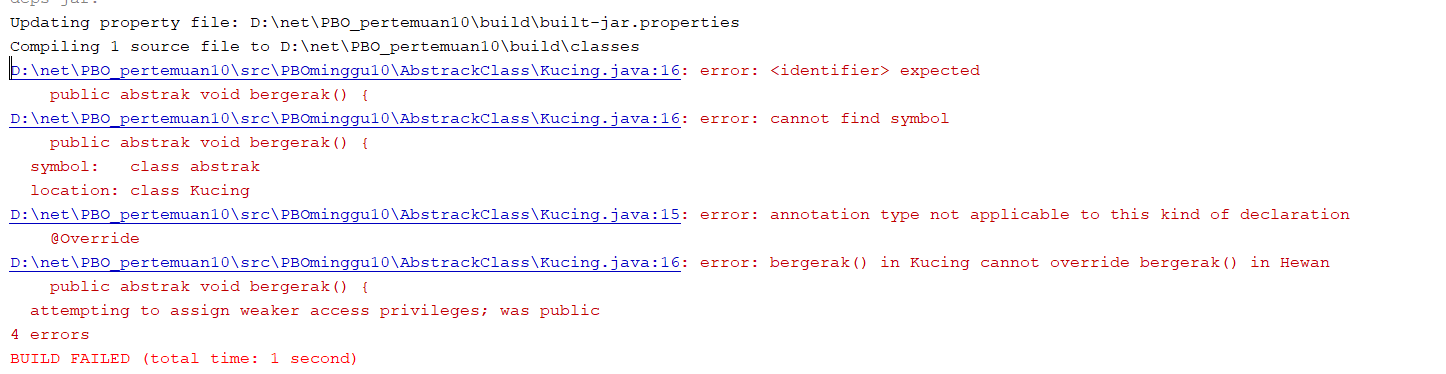 deps-jar:
Updating property file: D:\net\PBO_pertemuan10\build\built-jar.properties
Compiling 1 source file to D:\net\PBO_pertemuan10\build\classes
D:\net\PBO_pertemuan10\src\PBOminggu10\AbstrackClass\Kucing.java:16: error: <identifier> expected
    public abstrak void bergerak() {
D:\net\PBO_pertemuan10\src\PBOminggu10\AbstrackClass\Kucing.java:16: error: cannot find symbol
    public abstrak void bergerak() {
  symbol:   class abstrak
  location: class Kucing
D:\net\PBO_pertemuan10\src\PBOminggu10\AbstrackClass\Kucing.java:15: error: annotation type not applicable to this kind of declaration
    @Override
D:\net\PBO_pertemuan10\src\PBOminggu10\AbstrackClass\Kucing.java:16: error: bergerak() in Kucing cannot override bergerak() in Hewan
    public abstrak void bergerak() {
  attempting to assign weaker access privileges; was public
4 errors
BUILD FAILED (total time: 1 second)